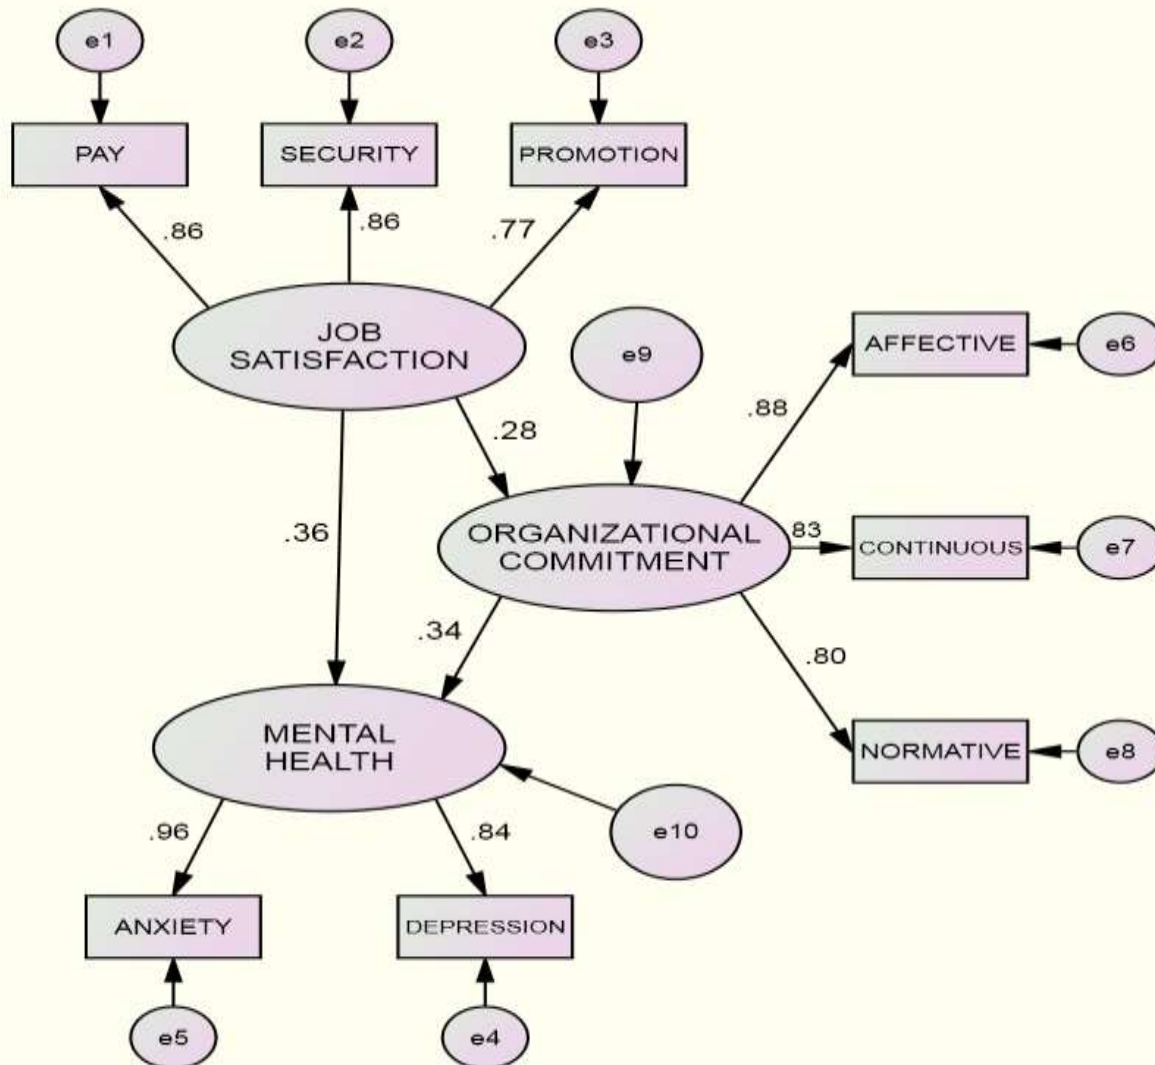 e1
e2
e3
PAY
SECURITY
PROMOTION
.86
.86
.77
JOB
SATISFACTION
e9
AFFECTIVE
e6
.88
.28
.36
ORGANIZATIONAL
COMMITMENT
83
CONTINUOUS
e7
.34
.80
MENTAL
HEALTH
NORMATIVE
e8
.96
.84
e10
ANXIETY
DEPRESSION
e5
e4